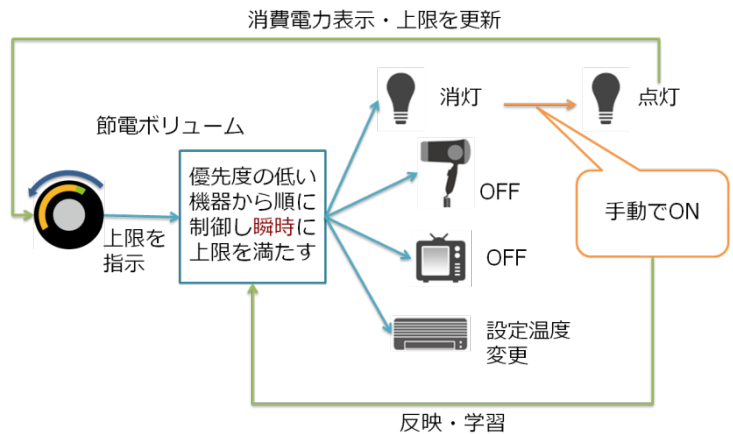 消費電力表示・上限を更新
消灯
点灯
節電ボリューム
優先度の低い
機器から順に
制御し瞬時に
上限を満たす
上限を
指示
OFF
手動でON
OFF
設定温度
変更
反映・学習